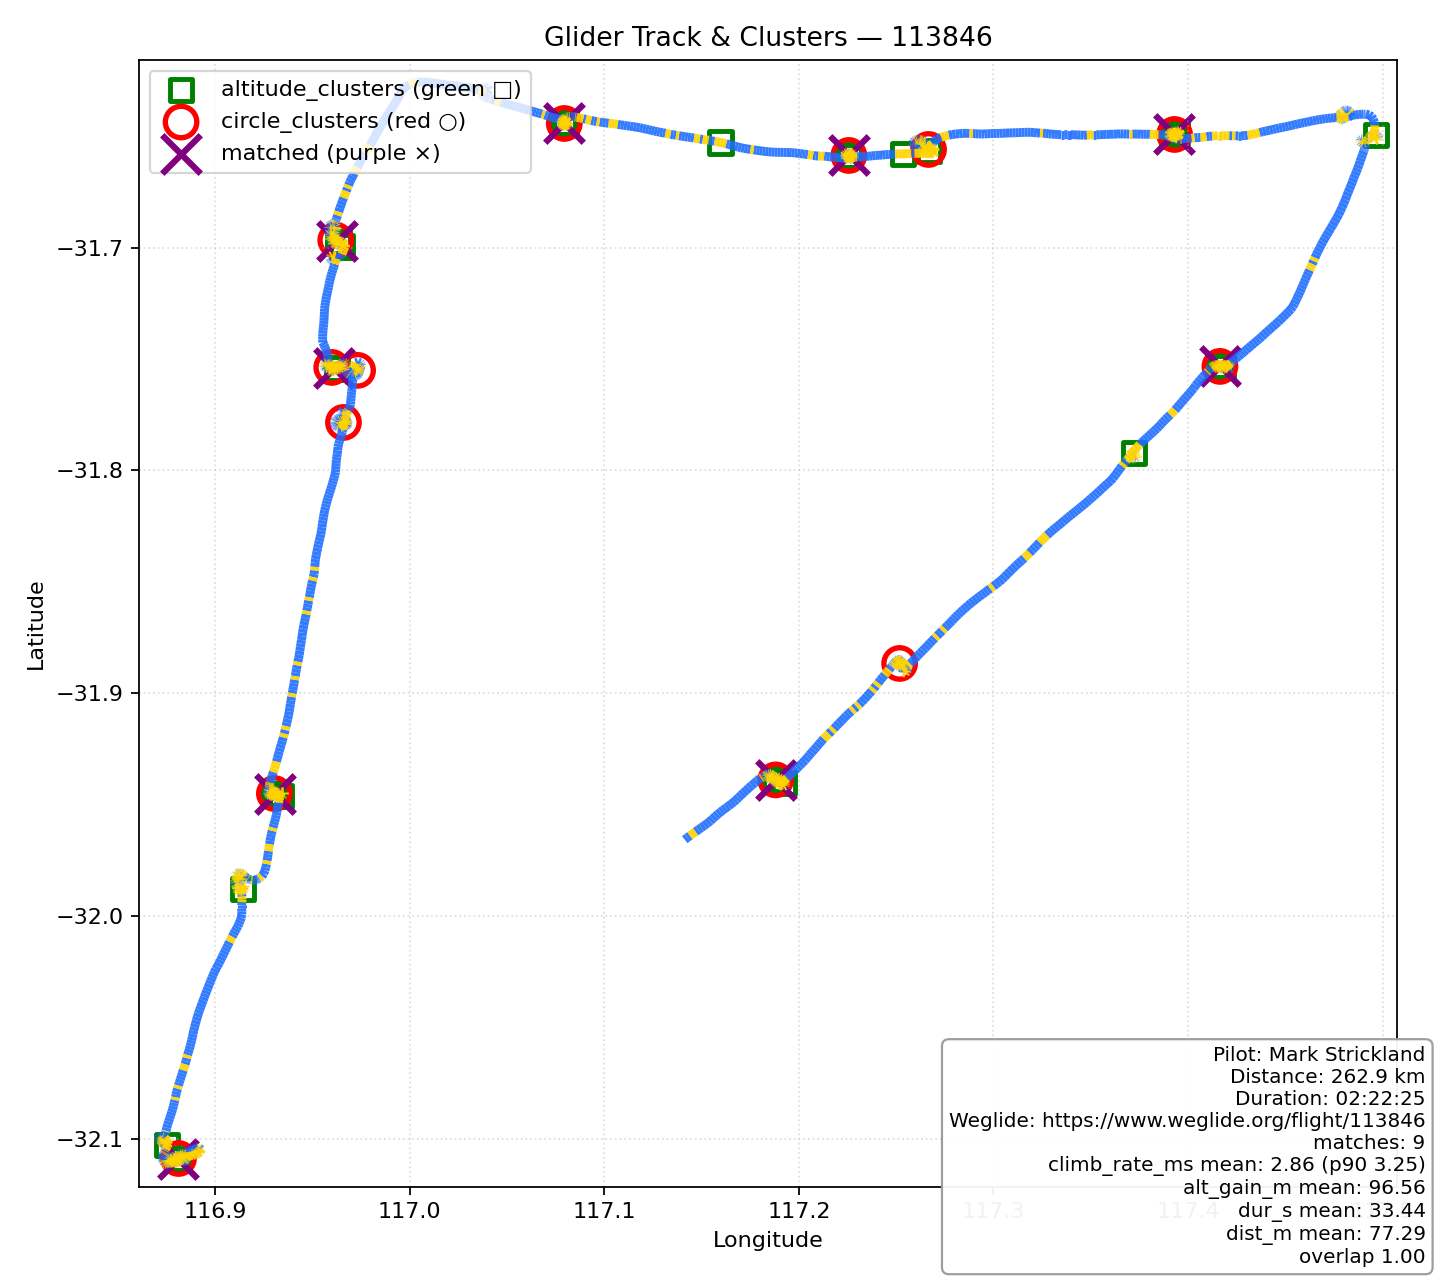 Glider Track & Clusters — 113846
altitude_clusters (green □)
circle_clusters (red ○)
matched (purple ×)
Latitude
−31.7
−31.8
−31.9
−32.0
−32.1
116.9
117.0
117.1
117.2
117.3
117.4
Longitude
Pilot: Mark Strickland
Distance: 262.9 km
Duration: 02:22:25
Weglide: https://www.weglide.org/flight/113846
matches: 9
climb_rate_ms mean: 2.86 (p90 3.25)
alt_gain_m mean: 96.56
dur_s mean: 33.44
dist_m mean: 77.29
overlap 1.00